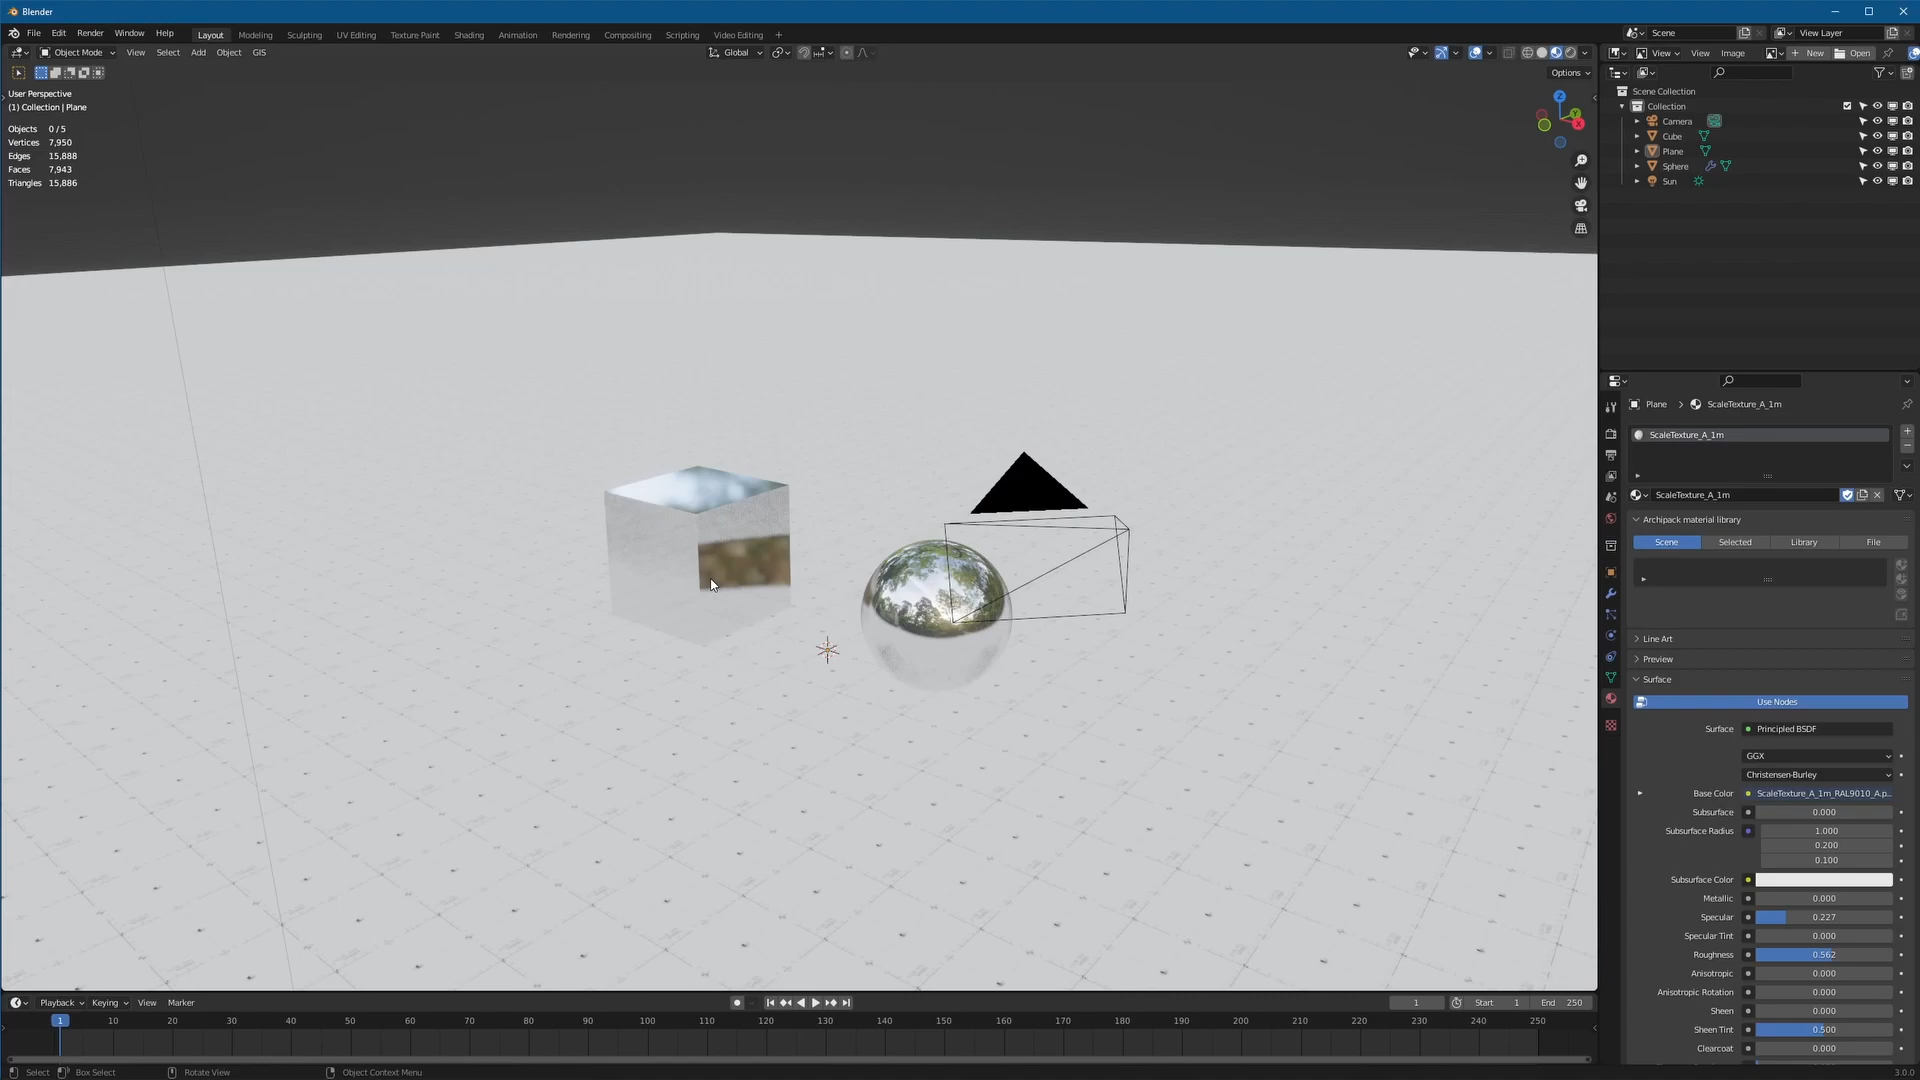 Blender
File Edit Render Window Help Layout Modeling Sculpting UV Editing Texture Paint Shading Animation Rendering Compositing Scripting Video Editing + Scene View Layer
Object Mode View Select Add Object GIS Global View View Image New Open
Options
User Perspective
(1) Collection | Plane
Objects 0 / 5
Vertices 7,950
Edges 15,888
Faces 7,943
Triangles 15,886
Z
Y
X
Scene Collection
Collection
Camera
Cube
Plane
Sphere
Sun
Plane > ScaleTexture_A_1m
ScaleTexture_A_1m
ScaleTexture_A_1m
Archipack material library
Scene Selected Library File
Line Art
Preview
Surface
Use Nodes
Surface Principled BSDF
GGX
Christensen-Burley
Base Color ScaleTexture_A_1m_RAL9010_A.p...
Subsurface 0.000
Subsurface Radius 1.000
0.200
0.100
Subsurface Color
Metallic 0.000
Specular 0.227
Specular Tint 0.000
Roughness 0.562
Anisotropic 0.000
Anisotropic Rotation 0.000
Sheen 0.000
Sheen Tint 0.500
Clearcoat 0.000
Playback Keying View Marker 1 Start 1 End 250
1 10 20 30 40 50 60 70 80 90 100 110 120 130 140 150 160 170 180 190 200 210 220 230 240 250
Select Box Select Rotate View Object Context Menu 3.0.0